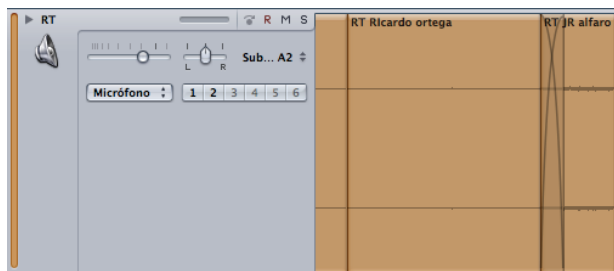 RT
R M S
RT RIcardo ortega
RT JR alfaro
L R
Sub... A2
Micrófono
1 2 3 4 5 6